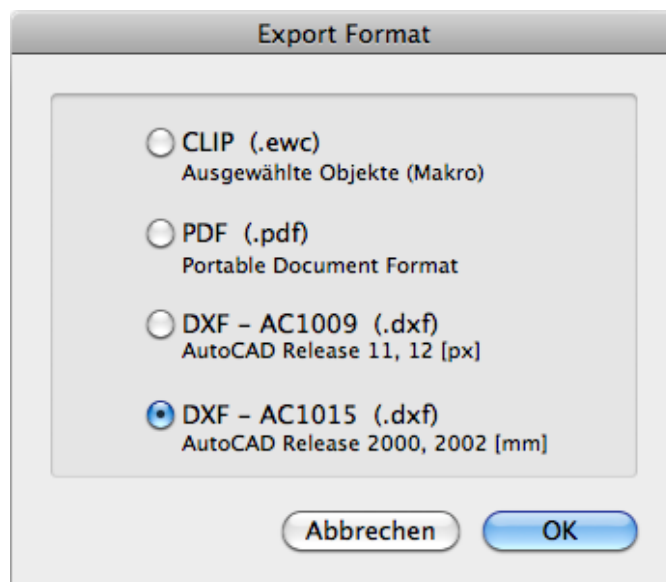 Export Format
CLIP (.ewc)
Ausgewählte Objekte (Makro)
PDF (.pdf)
Portable Document Format
DXF – AC1009 (.dxf)
AutoCAD Release 11, 12 [px]
DXF – AC1015 (.dxf)
AutoCAD Release 2000, 2002 [mm]
Abbrechen OK